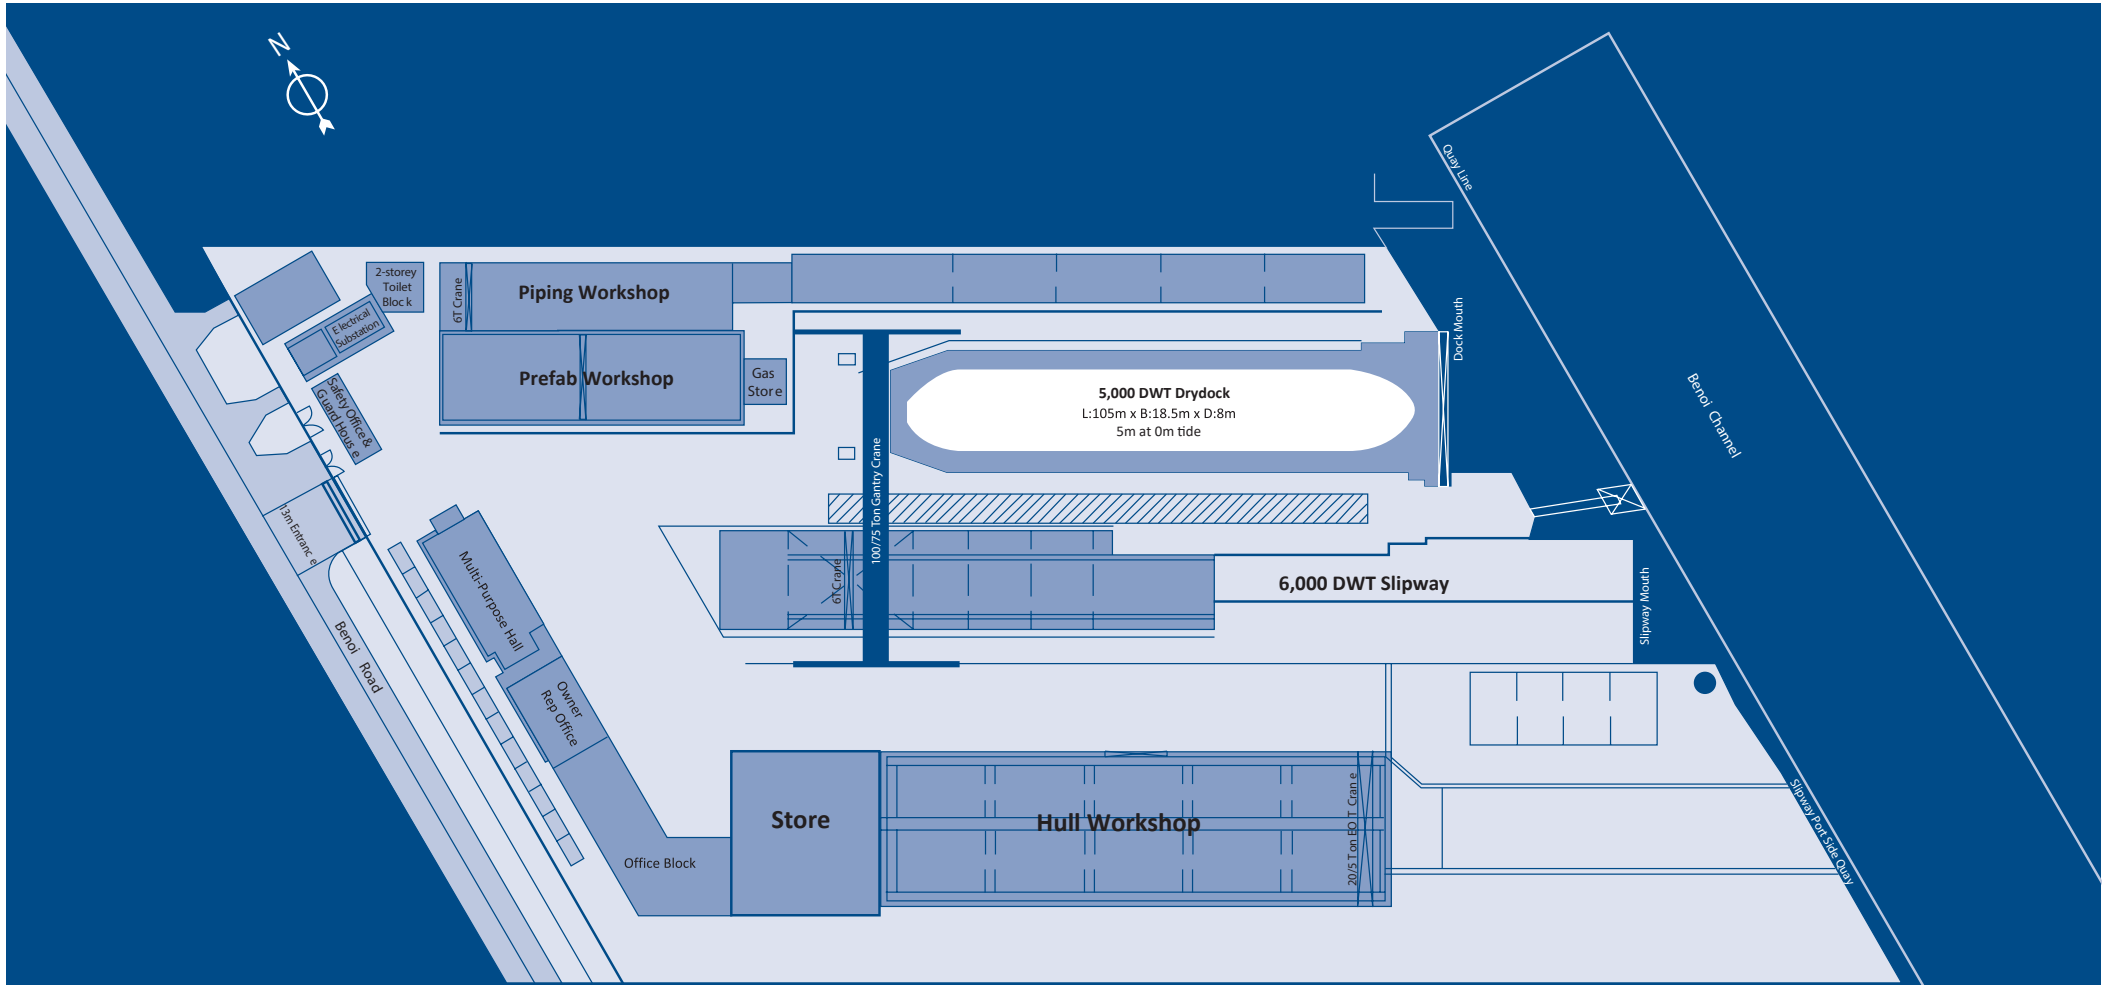 N
2-storey
Toilet
Block
Electrical
Substation
Safety Office &
Guard House
13m Entrance
Benoi Road
6T Crane
Piping Workshop
Prefab Workshop
Gas
Store
100/75 Ton Gantry Crane
5,000 DWT Drydock
L:105m x B:18.5m x D:8m
5m at 0m tide
Dock Mouth
Quay Line
Benoi Channel
6T Crane
6,000 DWT Slipway
Slipway Mouth
Multi-Purpose Hall
Owner
Rep Office
Office Block
Store
Hull Workshop
20/5 Ton EOT Crane
Slipway Port Side Quay